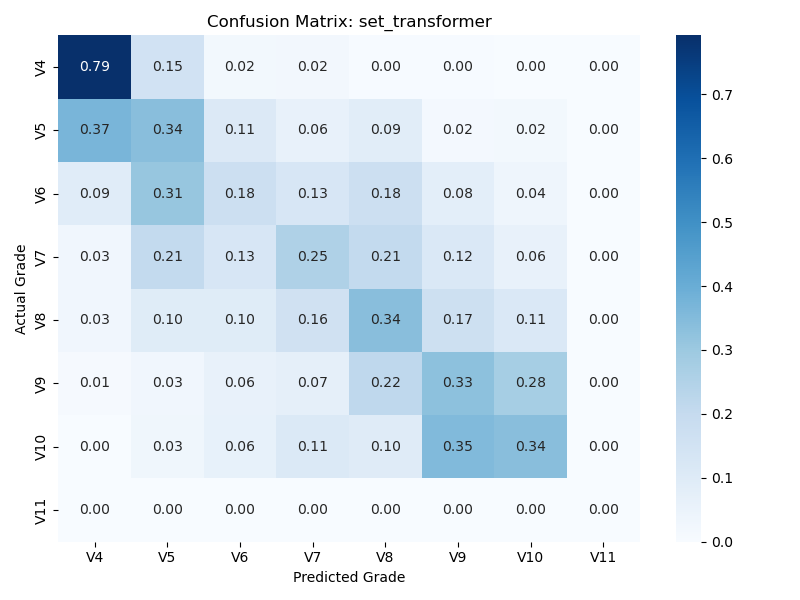 Confusion Matrix: set_transformer
Actual Grade
V4 0.79 0.15 0.02 0.02 0.00 0.00 0.00 0.00
V5 0.37 0.34 0.11 0.06 0.09 0.02 0.02 0.00
V6 0.09 0.31 0.18 0.13 0.18 0.08 0.04 0.00
V7 0.03 0.21 0.13 0.25 0.21 0.12 0.06 0.00
V8 0.03 0.10 0.10 0.16 0.34 0.17 0.11 0.00
V9 0.01 0.03 0.06 0.07 0.22 0.33 0.28 0.00
V10 0.00 0.03 0.06 0.11 0.10 0.35 0.34 0.00
V11 0.00 0.00 0.00 0.00 0.00 0.00 0.00 0.00
V4 V5 V6 V7 V8 V9 V10 V11
Predicted Grade
0.7
0.6
0.5
0.4
0.3
0.2
0.1
0.0